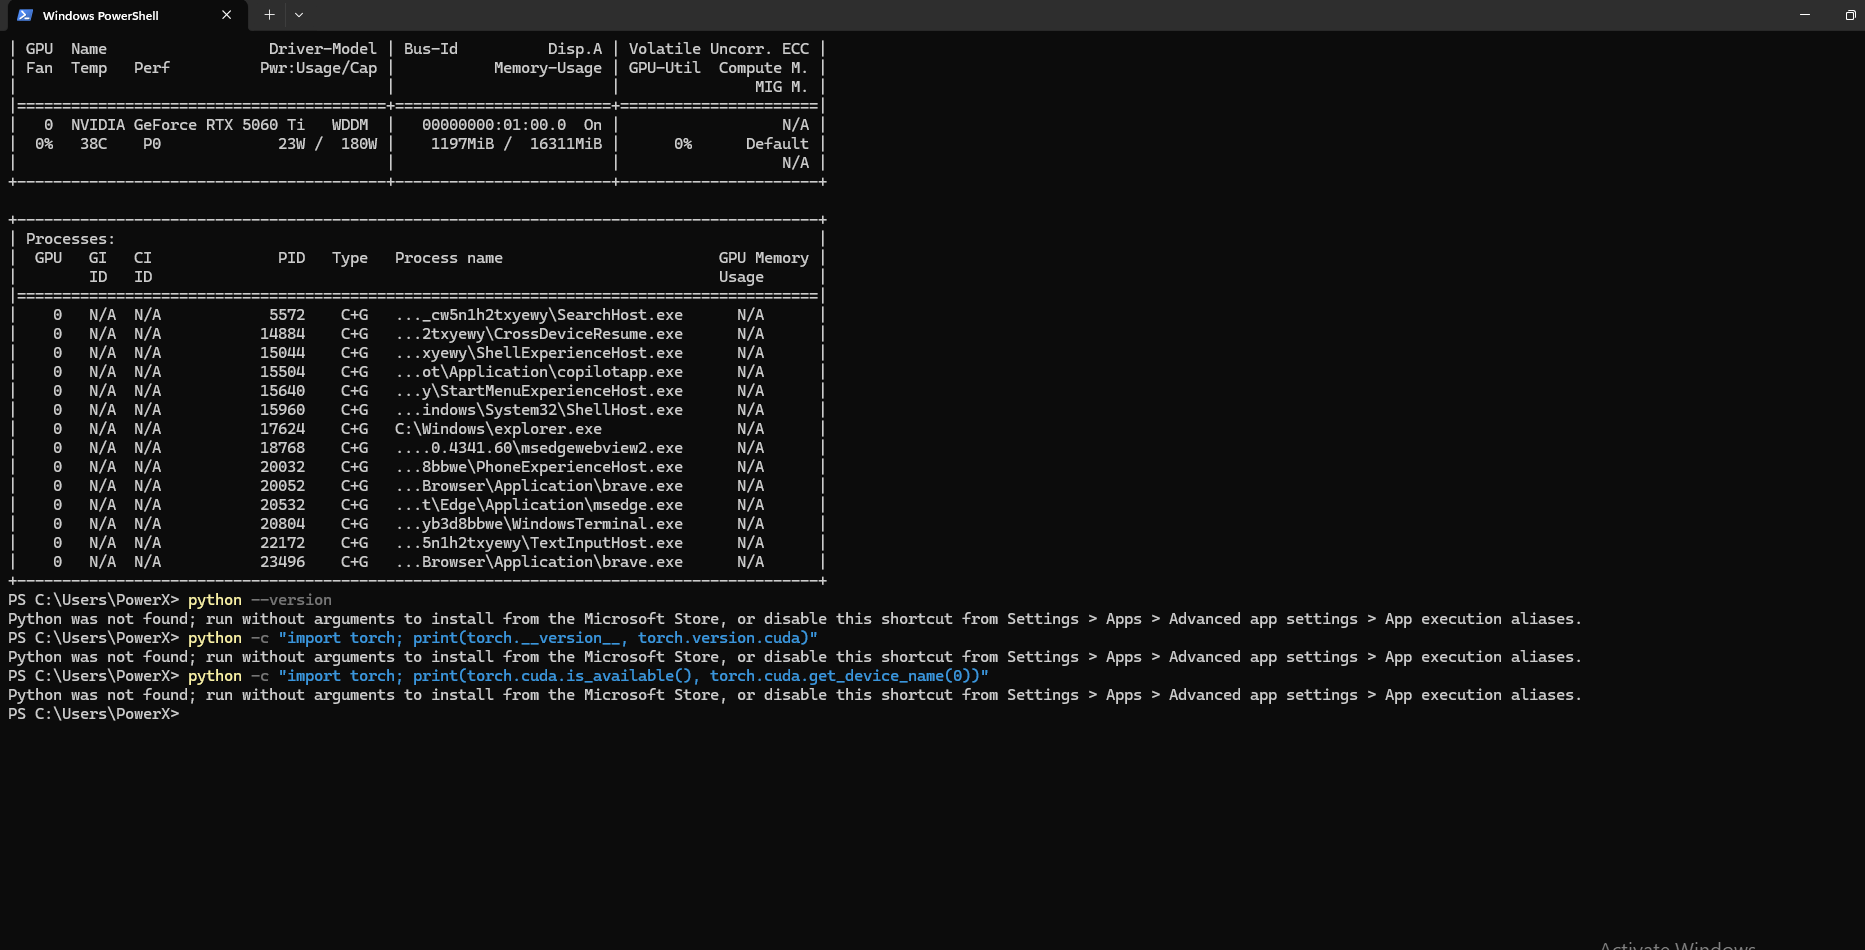 Windows PowerShell
| GPU  Name                  Driver-Model | Bus-Id          Disp.A | Volatile Uncorr. ECC |
| Fan  Temp   Perf          Pwr:Usage/Cap |           Memory-Usage | GPU-Util  Compute M. |
|                                         |                        |               MIG M. |
|=========================================+========================+======================|
|   0  NVIDIA GeForce RTX 5060 Ti   WDDM  |   00000000:01:00.0  On |                  N/A |
|  0%   38C    P0             23W /  180W |    1197MiB /  16311MiB |      0%      Default |
|                                         |                        |                  N/A |
+-----------------------------------------+------------------------+----------------------+
+-----------------------------------------------------------------------------------------+
| Processes:                                                                              |
|  GPU   GI   CI              PID   Type   Process name                        GPU Memory |
|        ID   ID                                                               Usage      |
|=========================================================================================|
|    0   N/A  N/A            5572    C+G   ..._cw5n1h2txyewy\SearchHost.exe      N/A      |
|    0   N/A  N/A           14884    C+G   ...2txyewy\CrossDeviceResume.exe      N/A      |
|    0   N/A  N/A           15044    C+G   ...xyewy\ShellExperienceHost.exe      N/A      |
|    0   N/A  N/A           15504    C+G   ...ot\Application\copilotapp.exe      N/A      |
|    0   N/A  N/A           15640    C+G   ...y\StartMenuExperienceHost.exe      N/A      |
|    0   N/A  N/A           15960    C+G   ...indows\System32\ShellHost.exe      N/A      |
|    0   N/A  N/A           17624    C+G   C:\Windows\explorer.exe               N/A      |
|    0   N/A  N/A           18768    C+G   ....0.4341.60\msedgewebview2.exe      N/A      |
|    0   N/A  N/A           20032    C+G   ...8bbwe\PhoneExperienceHost.exe      N/A      |
|    0   N/A  N/A           20052    C+G   ...Browser\Application\brave.exe      N/A      |
|    0   N/A  N/A           20532    C+G   ...t\Edge\Application\msedge.exe      N/A      |
|    0   N/A  N/A           20804    C+G   ...yb3d8bbwe\WindowsTerminal.exe      N/A      |
|    0   N/A  N/A           22172    C+G   ...5n1h2txyewy\TextInputHost.exe      N/A      |
|    0   N/A  N/A           23496    C+G   ...Browser\Application\brave.exe      N/A      |
+-----------------------------------------------------------------------------------------+
PS C:\Users\PowerX> python --version
Python was not found; run without arguments to install from the Microsoft Store, or disable this shortcut from Settings > Apps > Advanced app settings > App execution aliases.
PS C:\Users\PowerX> python -c "import torch; print(torch.__version__, torch.version.cuda)"
Python was not found; run without arguments to install from the Microsoft Store, or disable this shortcut from Settings > Apps > Advanced app settings > App execution aliases.
PS C:\Users\PowerX> python -c "import torch; print(torch.cuda.is_available(), torch.cuda.get_device_name(0))"
Python was not found; run without arguments to install from the Microsoft Store, or disable this shortcut from Settings > Apps > Advanced app settings > App execution aliases.
PS C:\Users\PowerX>
Activate Windows